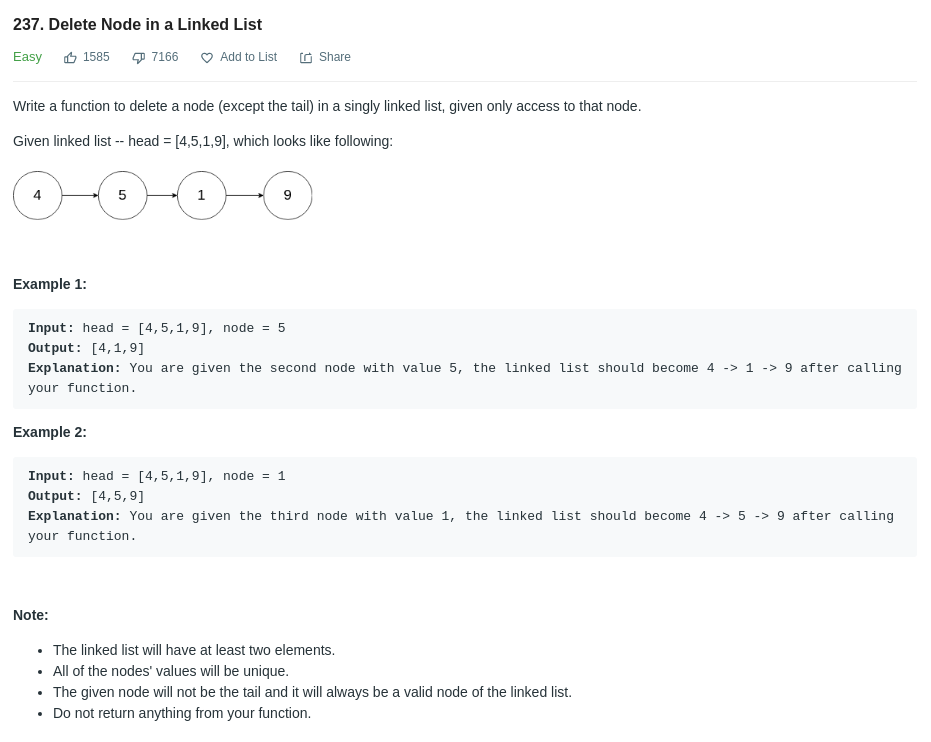 237. Delete Node in a Linked List
Easy 1585 7166 Add to List Share
Write a function to delete a node (except the tail) in a singly linked list, given only access to that node.
Given linked list -- head = [4,5,1,9], which looks like following:
4 5 1 9
Example 1:
Input: head = [4,5,1,9], node = 5
Output: [4,1,9]
Explanation: You are given the second node with value 5, the linked list should become 4 -> 1 -> 9 after calling
your function.
Example 2:
Input: head = [4,5,1,9], node = 1
Output: [4,5,9]
Explanation: You are given the third node with value 1, the linked list should become 4 -> 5 -> 9 after calling
your function.
Note:
• The linked list will have at least two elements.
• All of the nodes' values will be unique.
• The given node will not be the tail and it will always be a valid node of the linked list.
• Do not return anything from your function.